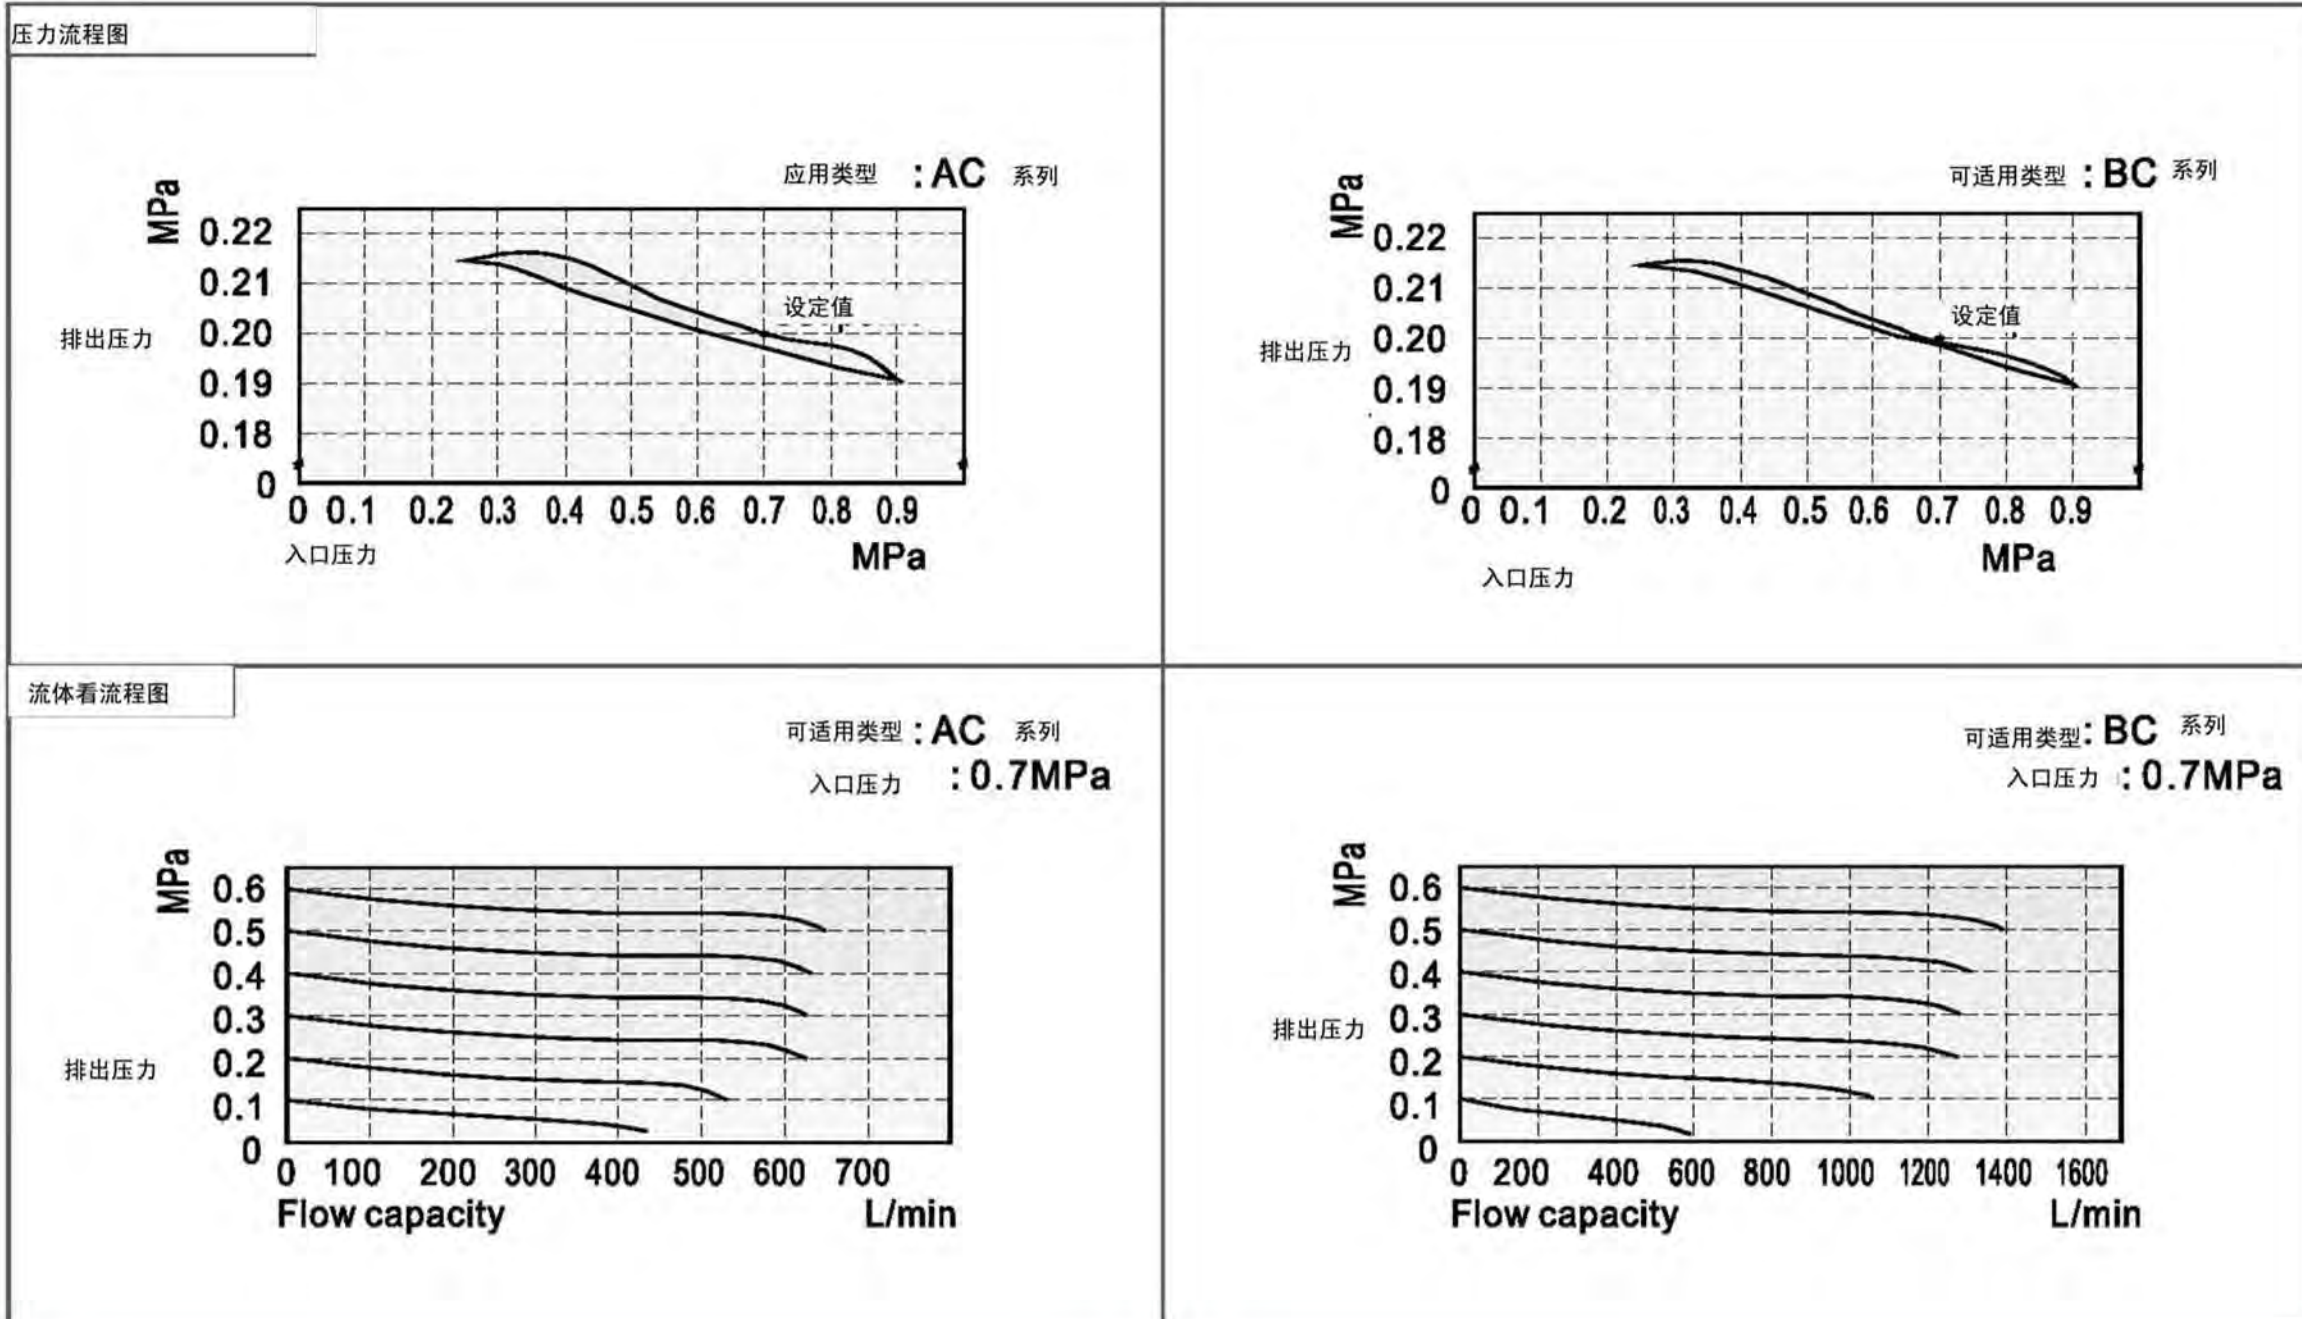 压力流程图
应用类型 : AC 系列
MPa
0.22
0.21
设定值
排出压力
0.20
0.19
0.18
0
0 0.1 0.2 0.3 0.4 0.5 0.6 0.7 0.8 0.9
入口压力 MPa
可适用类型 : BC 系列
MPa
0.22
0.21
设定值
0.20
排出压力
0.19
0.18
0
0 0.1 0.2 0.3 0.4 0.5 0.6 0.7 0.8 0.9
MPa
入口压力
流体看流程图
可适用类型 : AC 系列
入口压力 : 0.7MPa
MPa
0.6
0.5
0.4
0.3
0.2
排出压力
0.1
0
0 100 200 300 400 500 600 700
Flow capacity L/min
可适用类型: BC 系列
入口压力 : 0.7MPa
MPa
0.6
0.5
0.4
0.3
排出压力
0.2
0.1
0
0 200 400 600 800 1000 1200 1400 1600
Flow capacity L/min